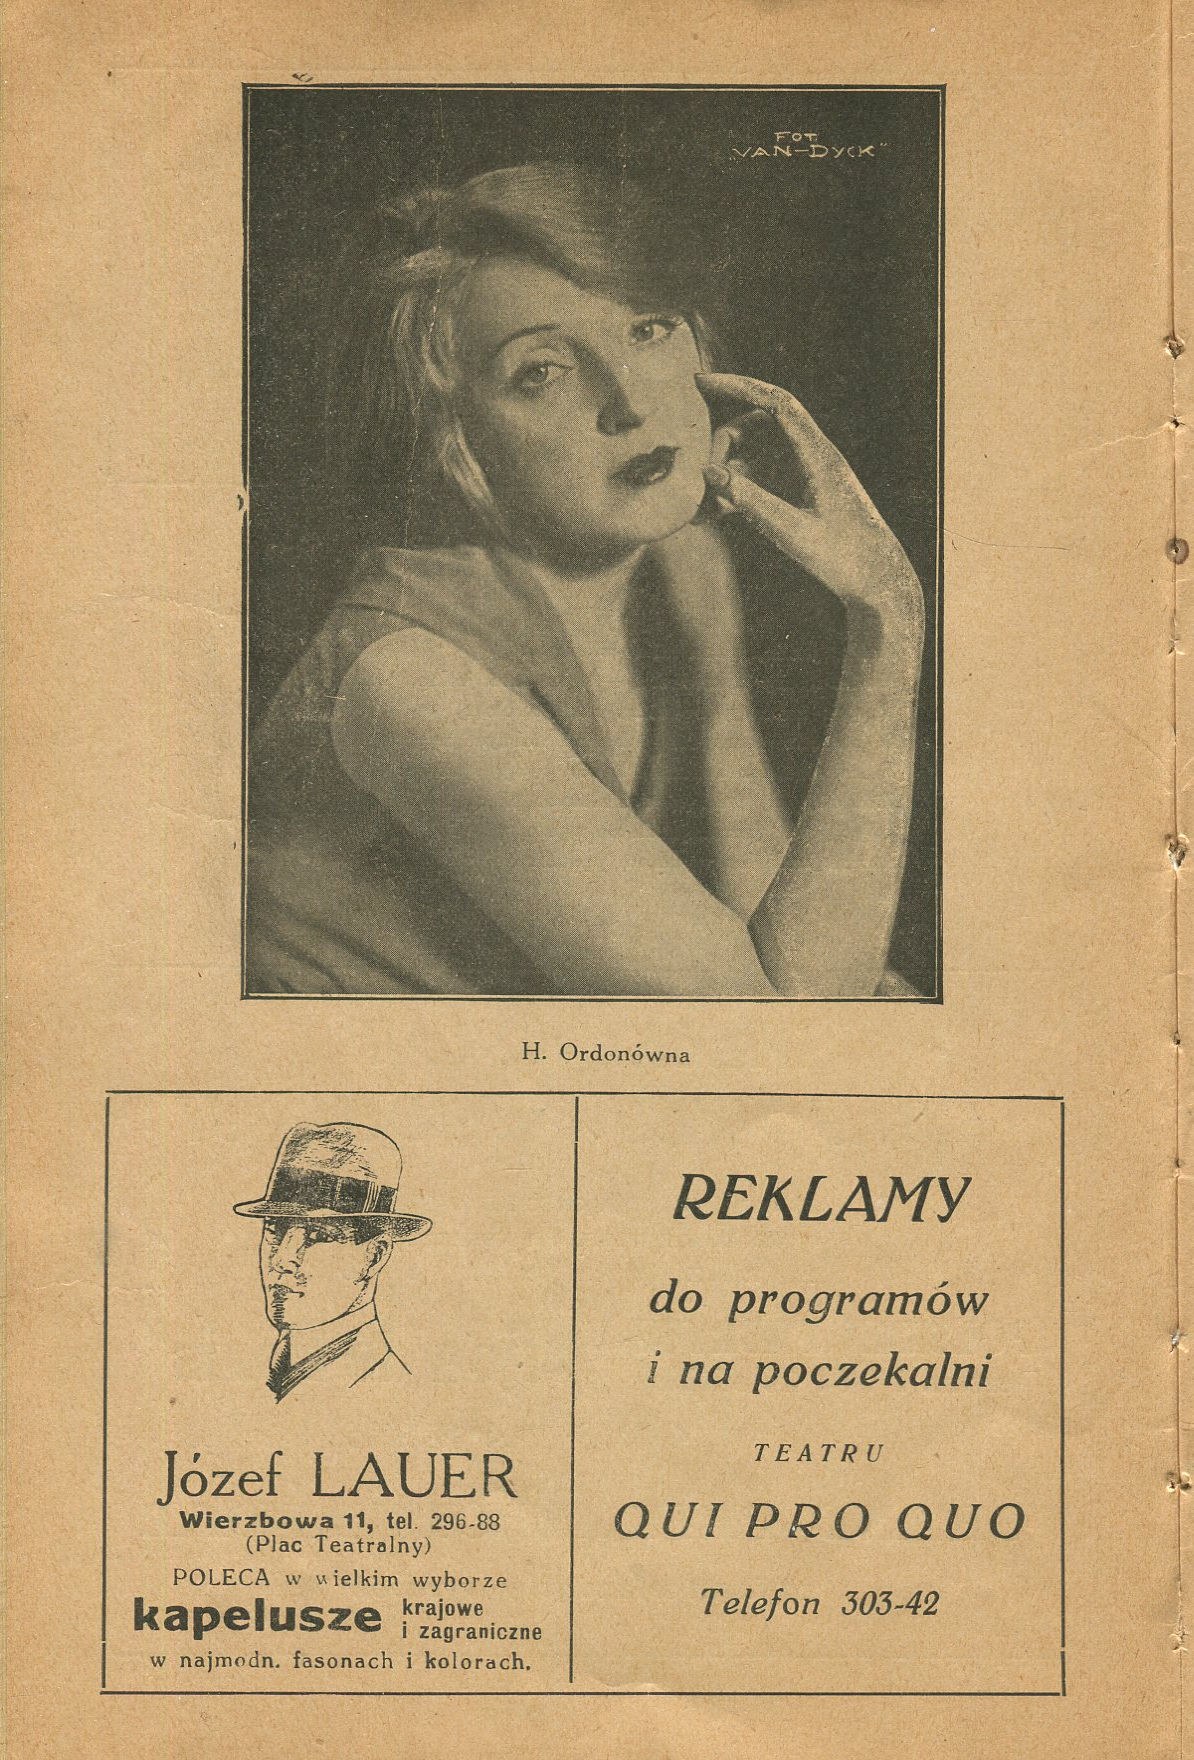 FOT.
„VAN-DYCK"
H. Ordonówna
Józef LAUER
Wierzbowa 11, tel. 296-88
(Plac Teatralny)
POLECA w wielkim wyborze
kapelusze krajowe
i zagraniczne
w najmodn. fasonach i kolorach.
REKLAMY
do programów
i na poczekalni
TEATRU
QUI PRO QUO
Telefon 303-42